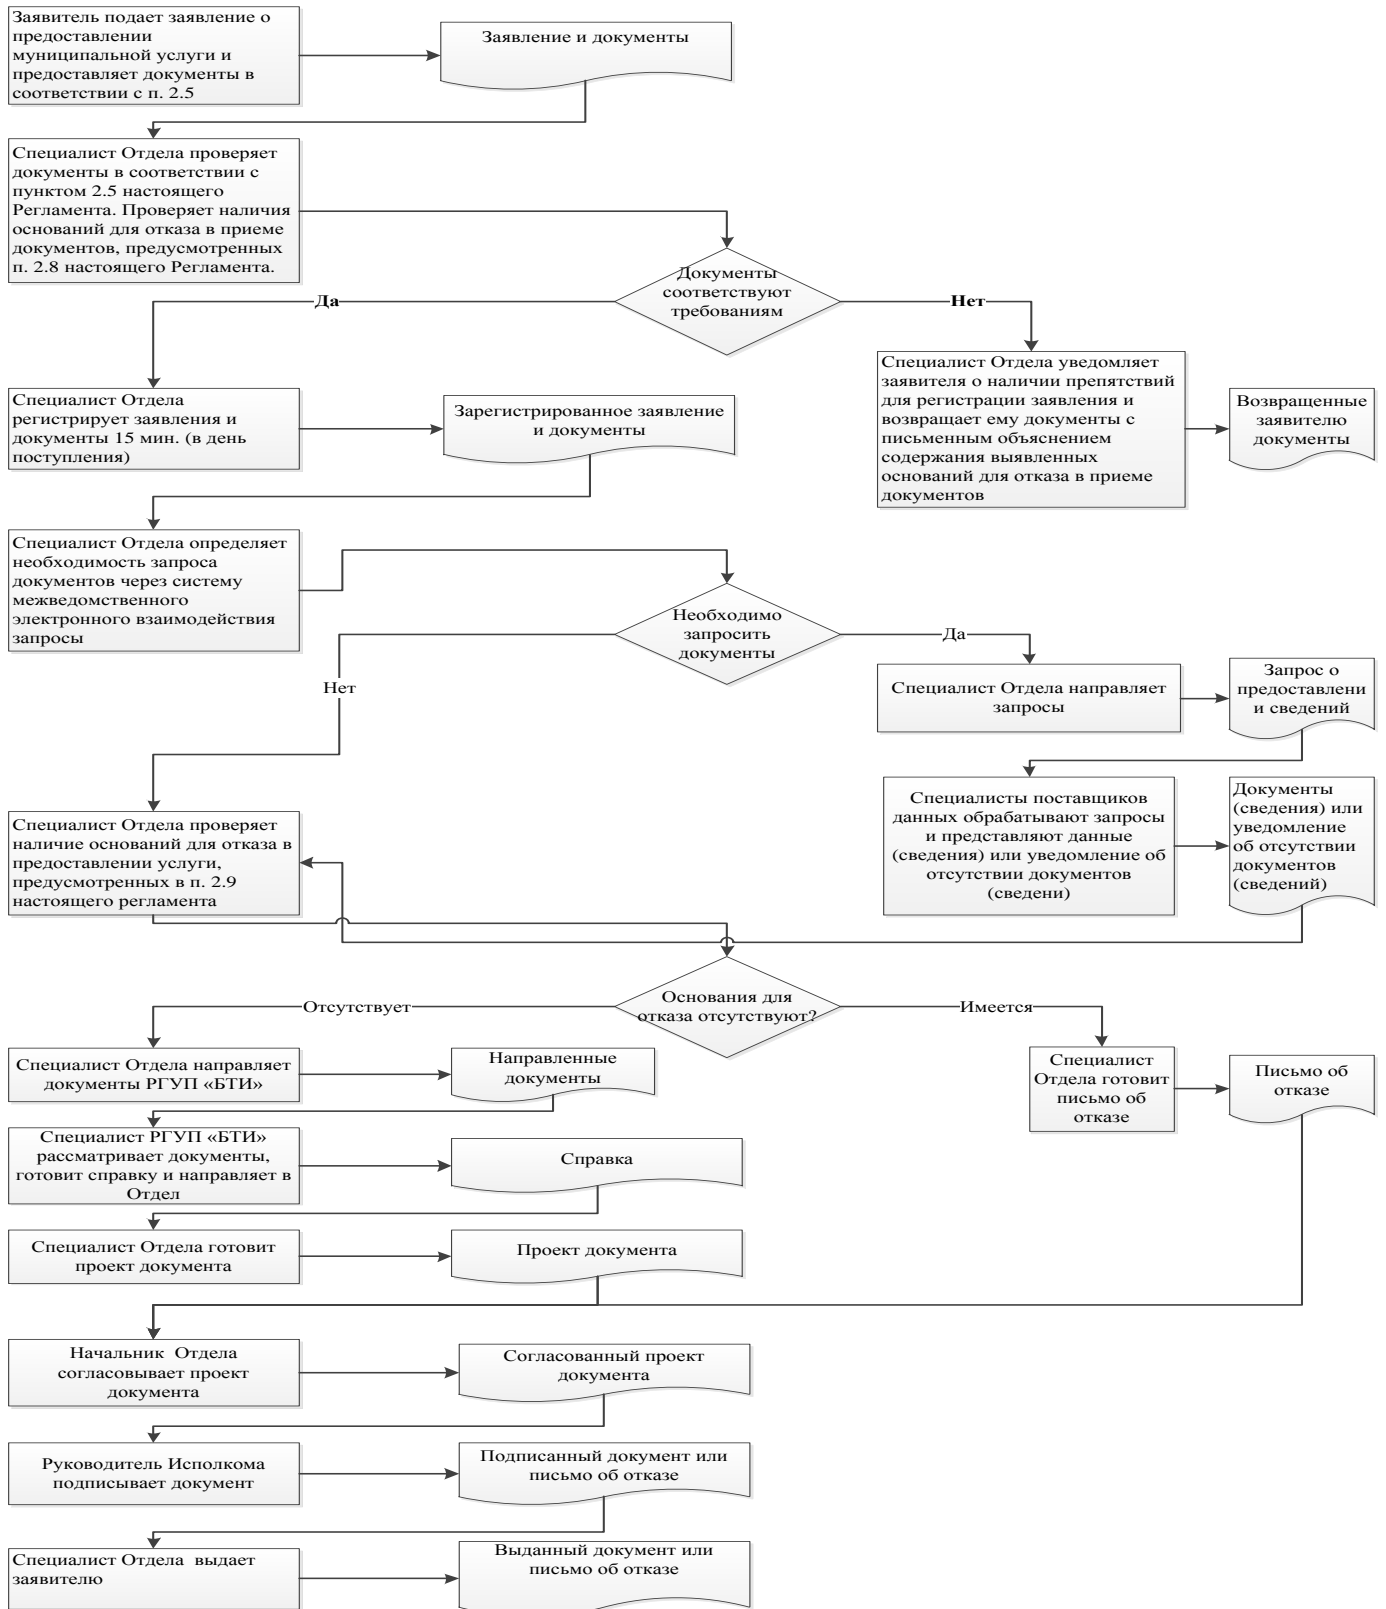 Заявитель подает заявление о
предоставлении
муниципальной услуги и
предоставляет документы в
соответствии с п. 2.5
Заявление и документы
Специалист Отдела проверяет
документы в соответствии с
пунктом 2.5 настоящего
Регламента. Проверяет наличия
оснований для отказа в приеме
документов, предусмотренных
п. 2.8 настоящего Регламента.
Документы
соответствуют
требованиям
Да
Нет
Специалист Отдела
регистрирует заявления и
документы 15 мин. (в день
поступления)
Зарегистрированное заявление
и документы
Специалист Отдела уведомляет
заявителя о наличии препятствий
для регистрации заявления и
возвращает ему документы с
письменным объяснением
содержания выявленных
оснований для отказа в приеме
документов
Возвращенные
заявителю
документы
Специалист Отдела определяет
необходимость запроса
документов через систему
межведомственного
электронного взаимодействия
запросы
Необходимо
запросить
документы
Да
Нет
Специалист Отдела направляет
запросы
Запрос о
предоставлени
и сведений
Специалисты поставщиков
данных обрабатывают запросы
и представляют данные
(сведения) или уведомление об
отсутствии документов
(сведени)
Документы
(сведения) или
уведомление
об отсутствии
документов
(сведений)
Специалист Отдела проверяет
наличие оснований для отказа в
предоставлении услуги,
предусмотренных в п. 2.9
настоящего регламента
Основания для
отказа отсутствуют?
Отсутствует
Имеется
Специалист Отдела направляет
документы РГУП «БТИ»
Направленные
документы
Специалист
Отдела готовит
письмо об
отказе
Письмо об
отказе
Специалист РГУП «БТИ»
рассматривает документы,
готовит справку и направляет в
Отдел
Справка
Специалист Отдела готовит
проект документа
Проект документа
Начальник  Отдела
согласовывает проект
документа
Согласованный проект
документа
Руководитель Исполкома
подписывает документ
Подписанный документ или
письмо об отказе
Специалист Отдела  выдает
заявителю
Выданный документ или
письмо об отказе